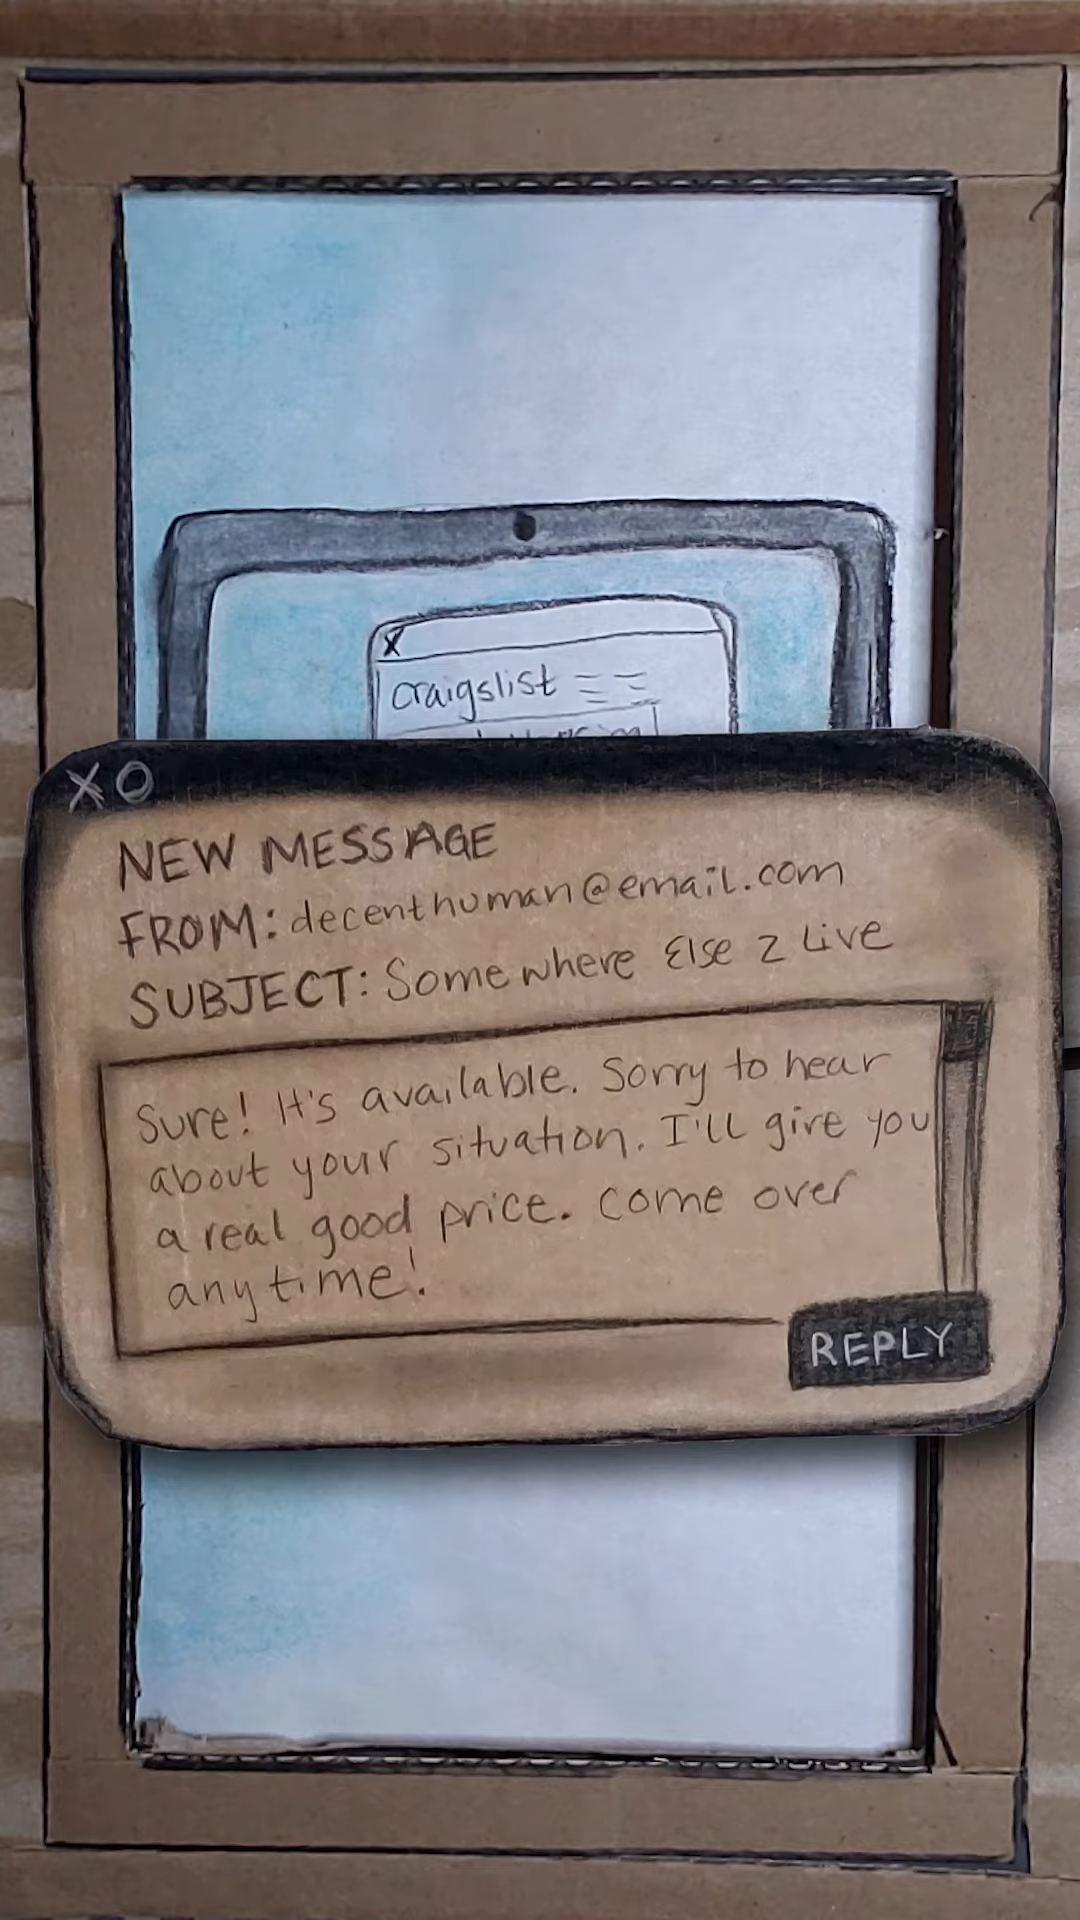 X
craigslist
XO
NEW MESSAGE
FROM: decenthuman@email.com
SUBJECT: Somewhere Else 2 Live
Sure! It's available. Sorry to hear
about your situation. I'll give you
a real good price. Come over
anytime!
REPLY